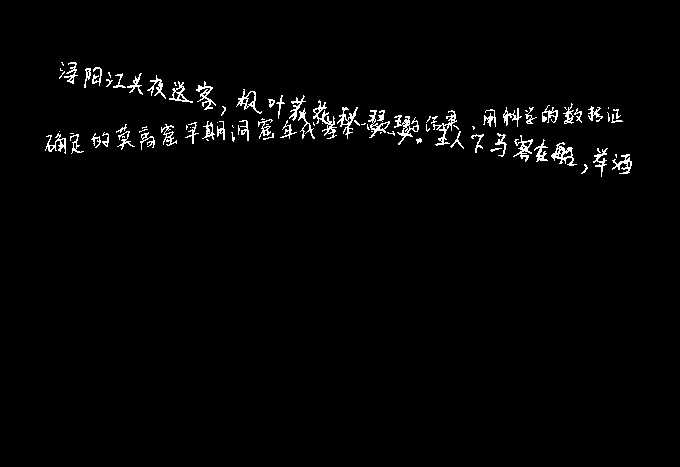 浔阳江头夜送客，枫叶荻花秋瑟瑟。主人下马客在船，举酒
确定的莫高窟早期洞窟年代基本一致的结果，用科学的数据证